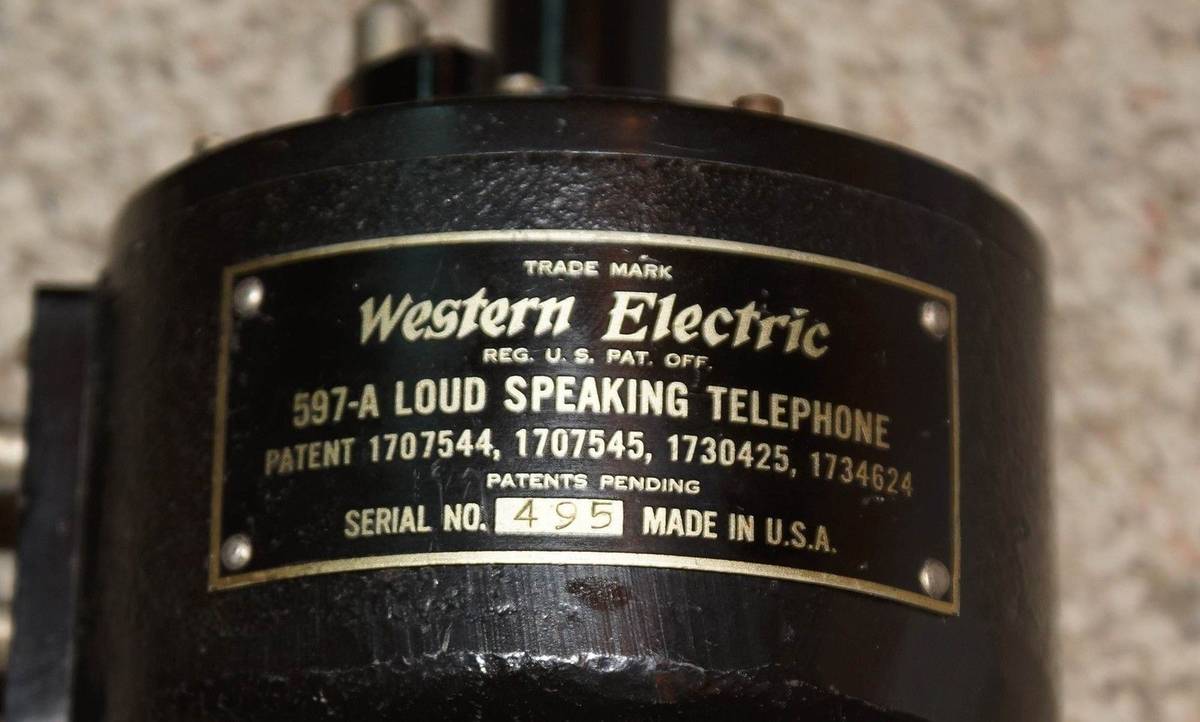 TRADE MARK
Western Electric
REG. U. S. PAT. OFF.
597-A LOUD SPEAKING TELEPHONE
PATENT 1707544, 1707545, 1730425, 1734624
PATENTS PENDING
SERIAL NO. 495 MADE IN U.S.A.